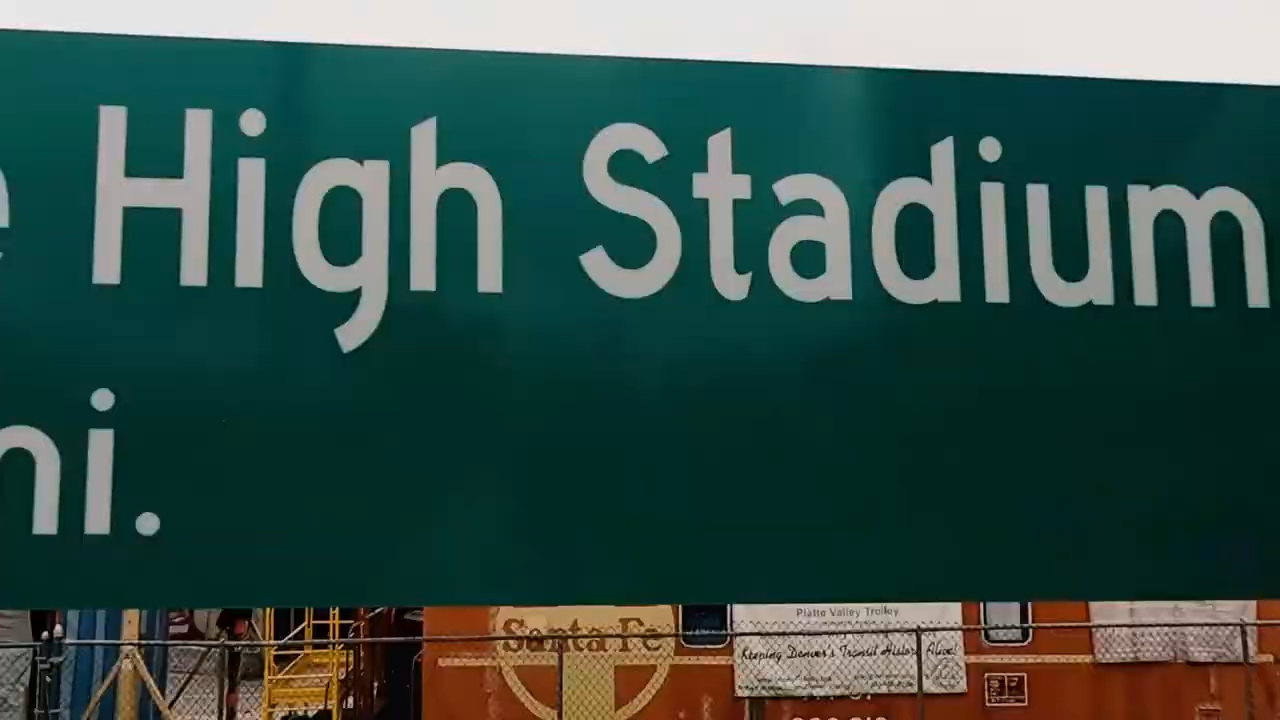 e High Stadium
mi.
Santa Fe
Platte Valley Trolley
Keeping Denver's Transit History Alive!